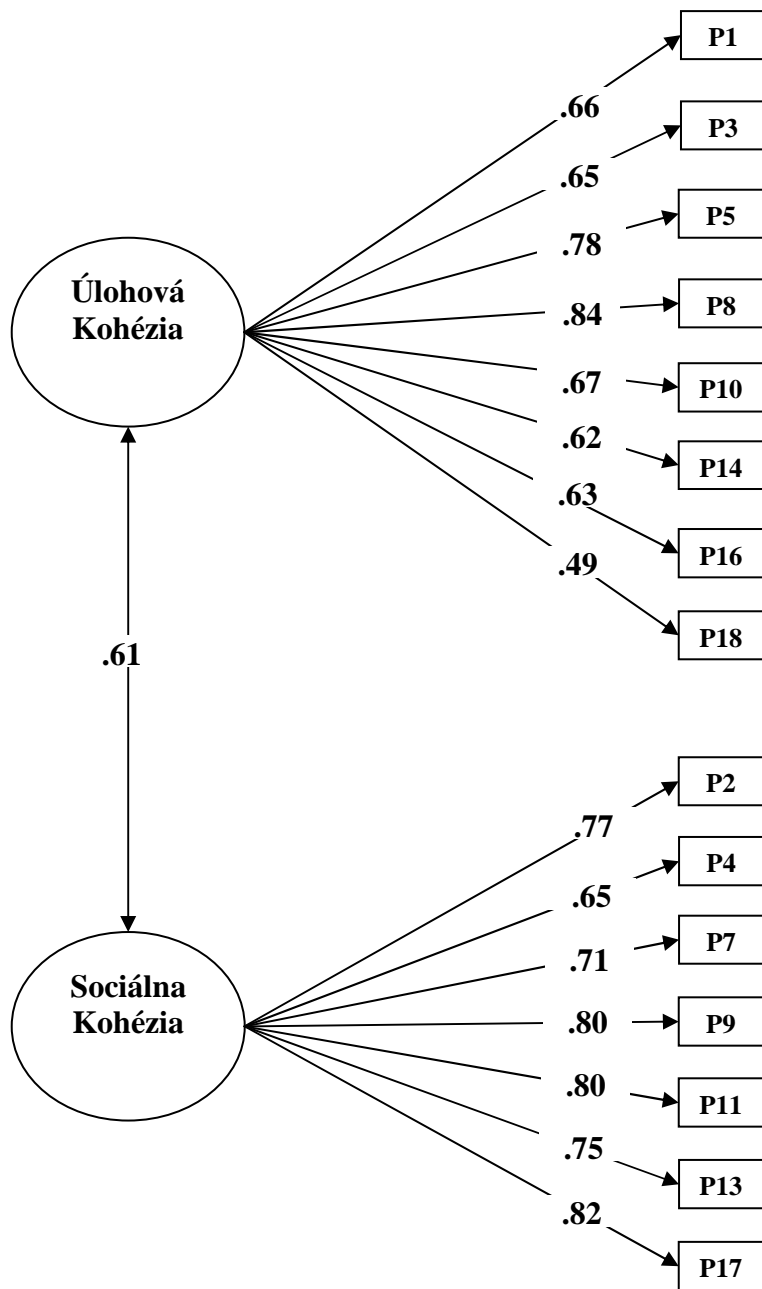 P1
.66
P3
.65
P5
.78
Úlohová
Kohézia
P8
.84
P10
.67
P14
.62
P16
.63
P18
.49
.61
P2
.77
P4
.65
P7
.71
Sociálna
Kohézia
P9
.80
P11
.80
P13
.75
P17
.82